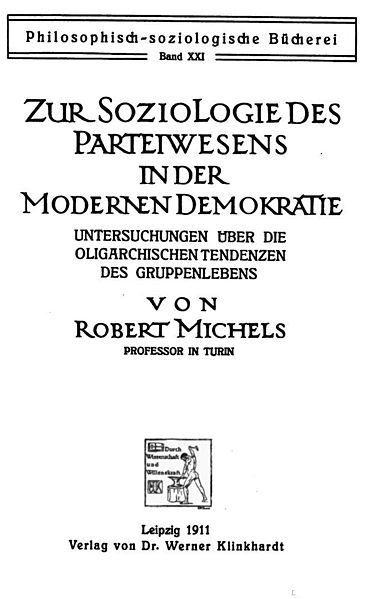 Philosophisch-soziologische Bücherei
Band XXI
ZUR SOZIOLOGIE DES
PARTEIWESENS
IN DER
MODERNEN DEMOKRATIE
UNTERSUCHUNGEN ÜBER DIE
OLIGARCHISCHEN TENDENZEN
DES GRUPPENLEBENS
VON
ROBERT MICHELS
PROFESSOR IN TURIN
Durch
Wissenschaft
und
Willenskraft
Leipzig 1911
Verlag von Dr. Werner Klinkhardt